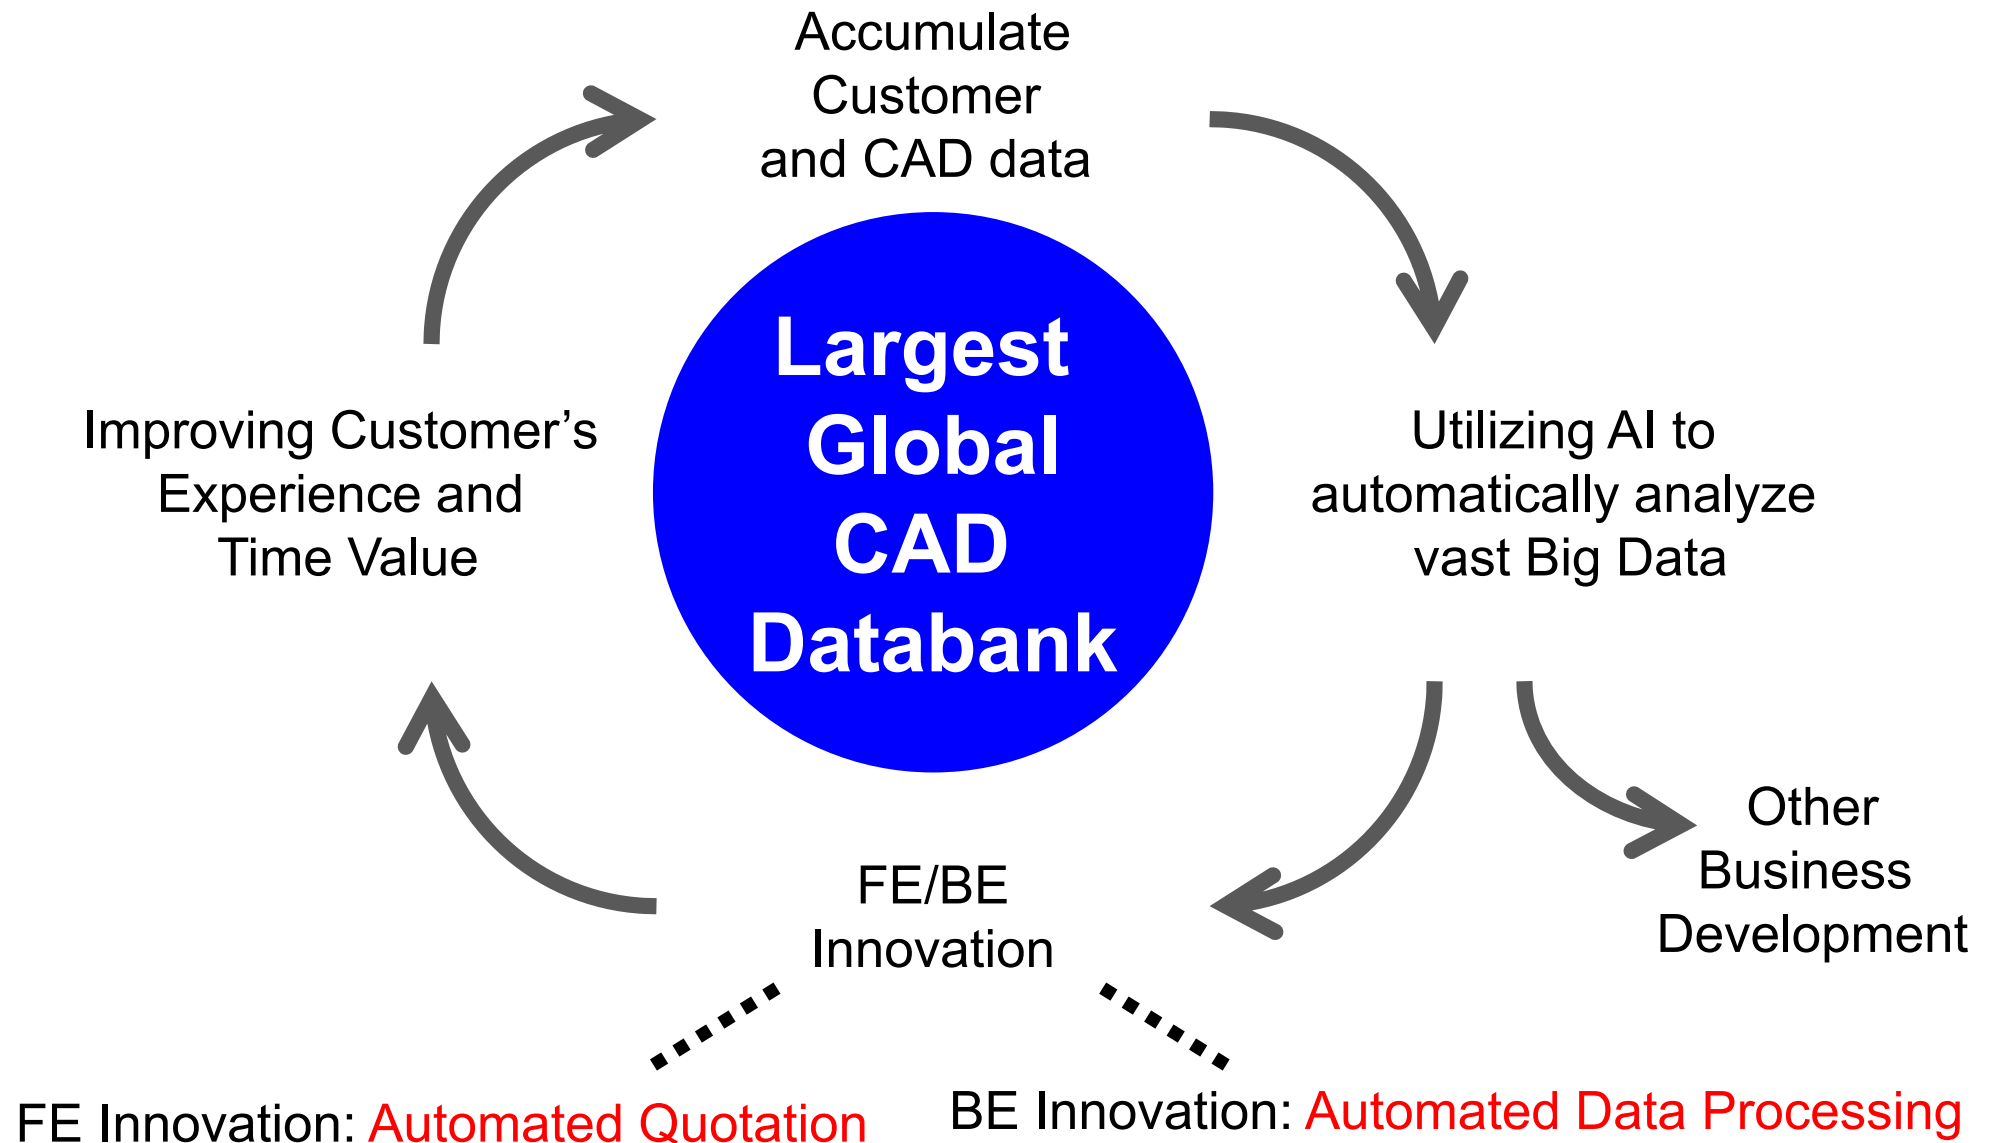 Accumulate
Customer
and CAD data
Largest
Global
CAD
Databank
Improving Customer’s
Experience and
Time Value
Utilizing AI to
automatically analyze
vast Big Data
Other
Business
Development
FE/BE
Innovation
FE Innovation: Automated Quotation
BE Innovation: Automated Data Processing